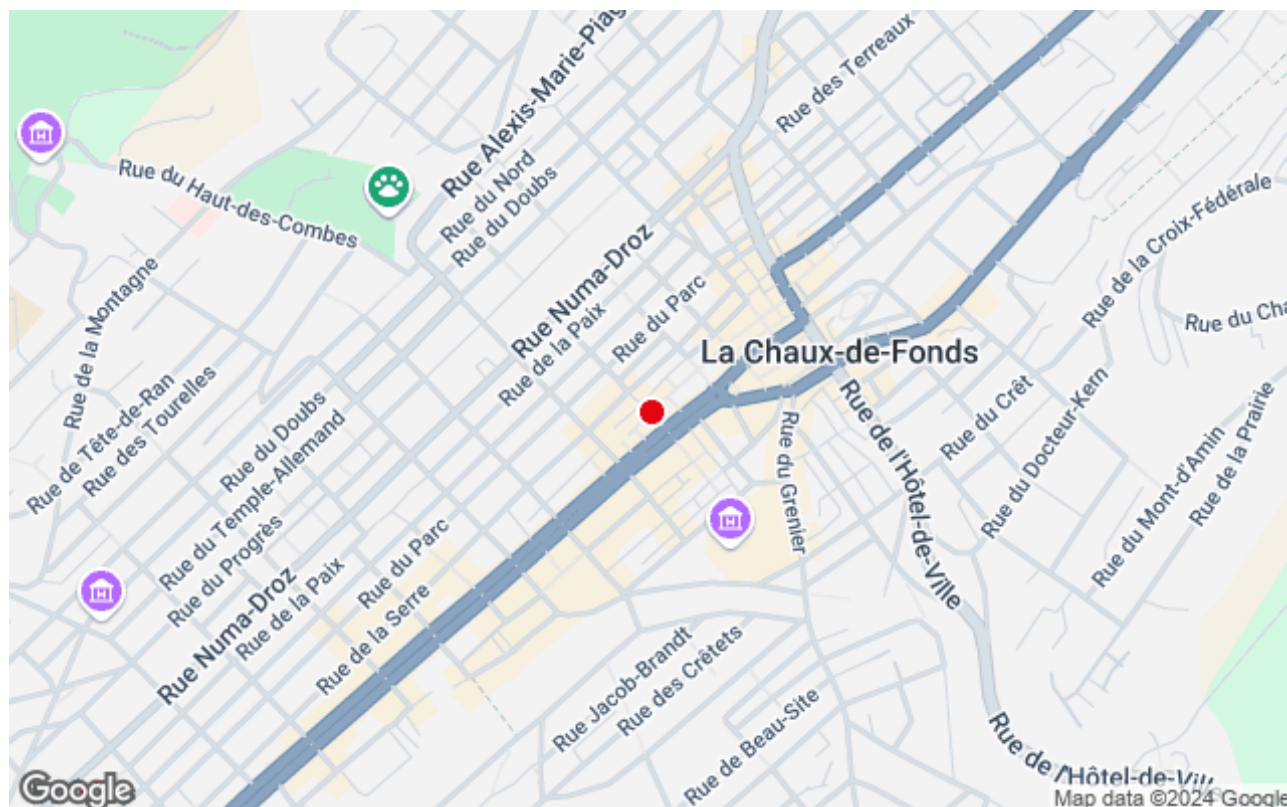 Rue Alexis-Marie-Piag
Rue des Terreaux
Rue du Haut-des-Combes
Rue du Nord
Rue du Doubs
Rue de la Croix-Fédérale
Rue Numa-Droz
Rue de la Montagne
Rue du Parc
Rue de la Paix
Rue du Cha
La Chaux-de-Fonds
Rue de Tête-de-Ran
Rue des Tourelles
Rue du Doubs
Rue du Temple-Allemand
Rue du Progrès
Rue de l'Hôtel-de-Ville
Rue du Grenier
Rue du Crêt
Rue du Docteur-Kern
Rue du Mont-d'Amin
Rue de la Prairie
Rue Numa-Droz
Rue de la Paix
Rue du Parc
Rue de la Serre
Rue Jacob-Brandt
Rue des Crêtets
Rue de Beau-Site
Rue de l'Hôtel-de-Vill
Google
Map data ©2024 Google